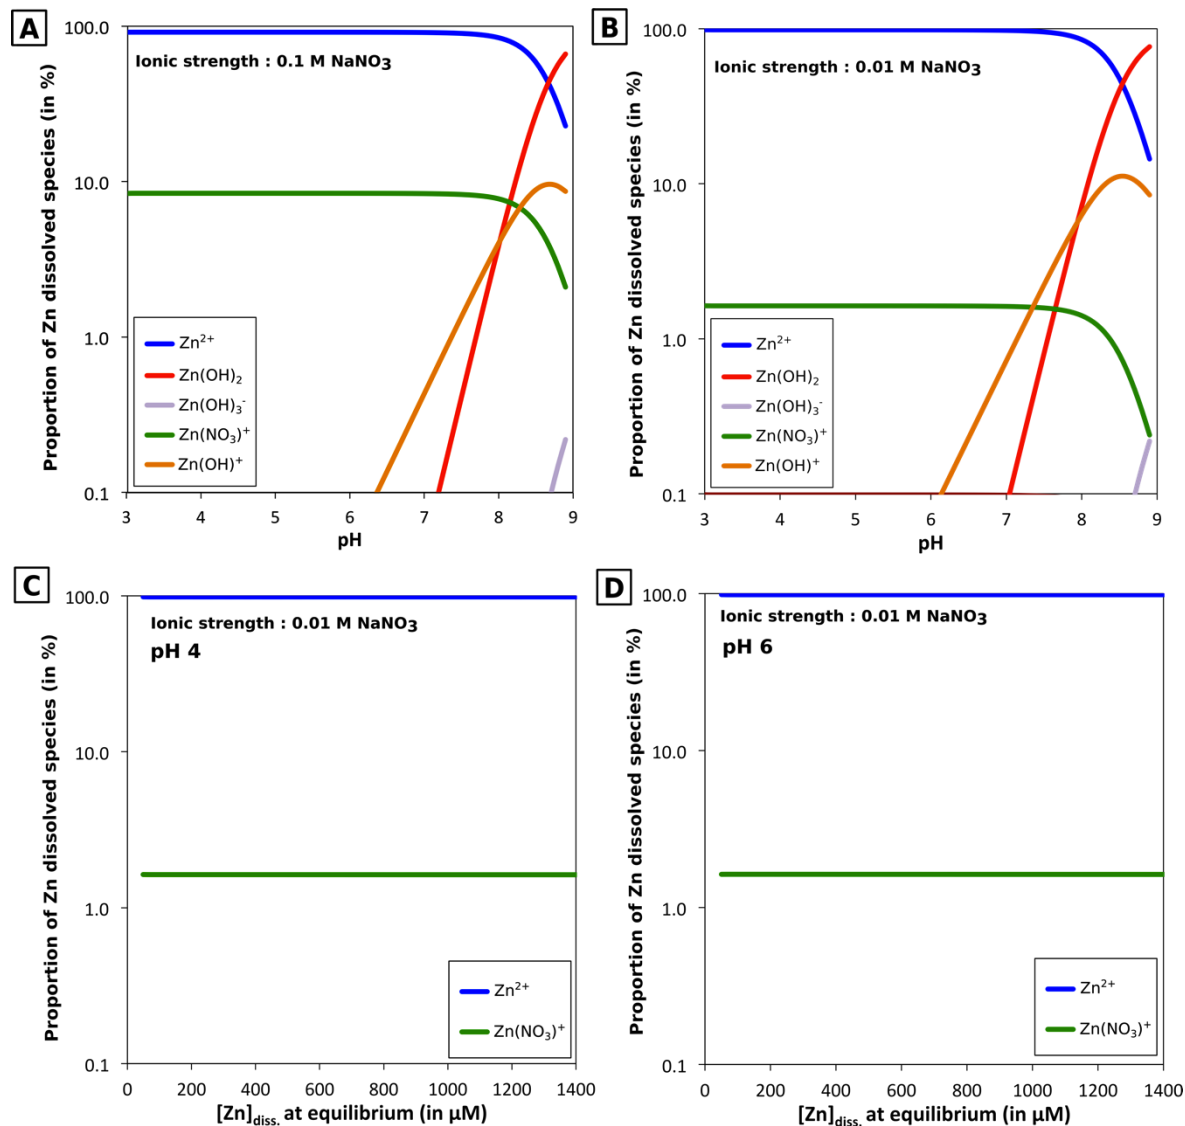 A
Proportion of Zn dissolved species (in %)
100.0
10.0
1.0
0.1
Ionic strength : 0.1 M NaNO3
Zn2+
Zn(OH)2
Zn(OH)3-
Zn(NO3)+
Zn(OH)+
3 4 5 6 7 8 9
pH
B
Proportion of Zn dissolved species (in %)
100.0
10.0
1.0
0.1
Ionic strength : 0.01 M NaNO3
Zn2+
Zn(OH)2
Zn(OH)3-
Zn(NO3)+
Zn(OH)+
3 4 5 6 7 8 9
pH
C
Proportion of Zn dissolved species (in %)
100.0
10.0
1.0
0.1
Ionic strength : 0.01 M NaNO3
pH 4
Zn2+
Zn(NO3)+
0 200 400 600 800 1000 1200 1400
[Zn]diss. at equilibrium (in μM)
D
Proportion of Zn dissolved species (in %)
100.0
10.0
1.0
0.1
Ionic strength : 0.01 M NaNO3
pH 6
Zn2+
Zn(NO3)+
0 200 400 600 800 1000 1200 1400
[Zn]diss. at equilibrium (in μM)